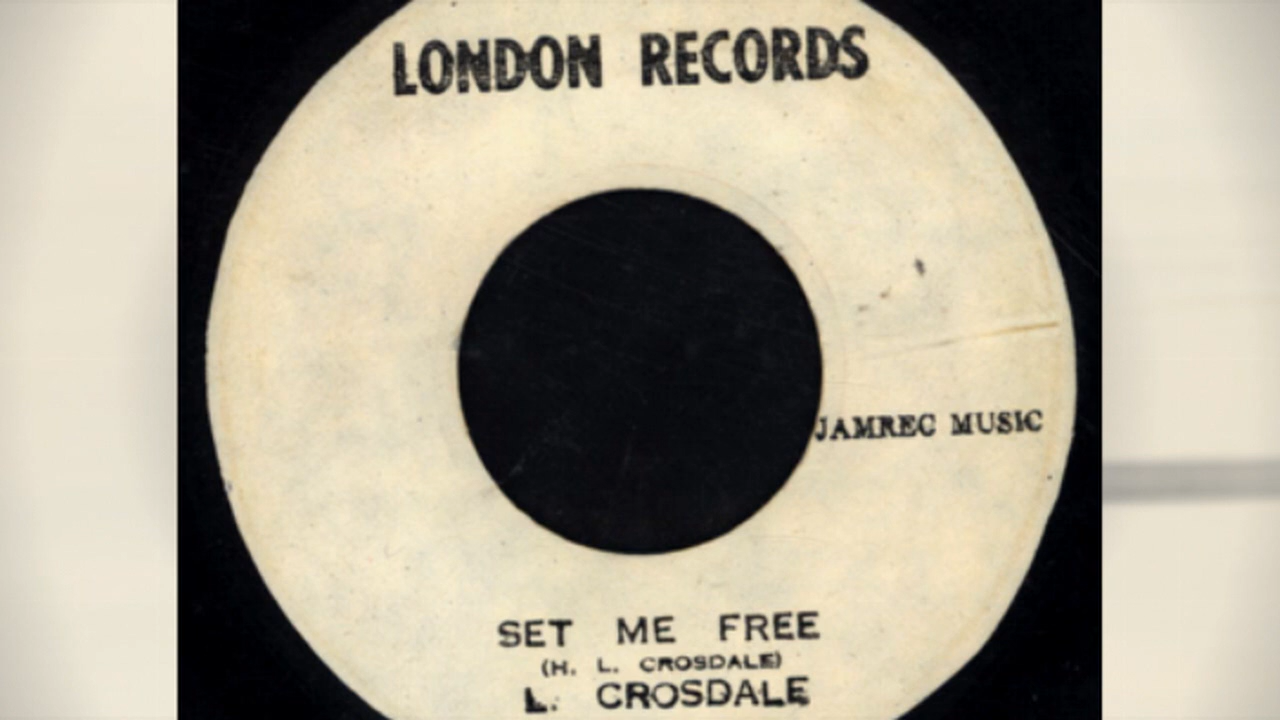 LONDON RECORDS
JAMREC MUSIC
SET ME FREE
(H. L. CROSDALE)
L. CROSDALE